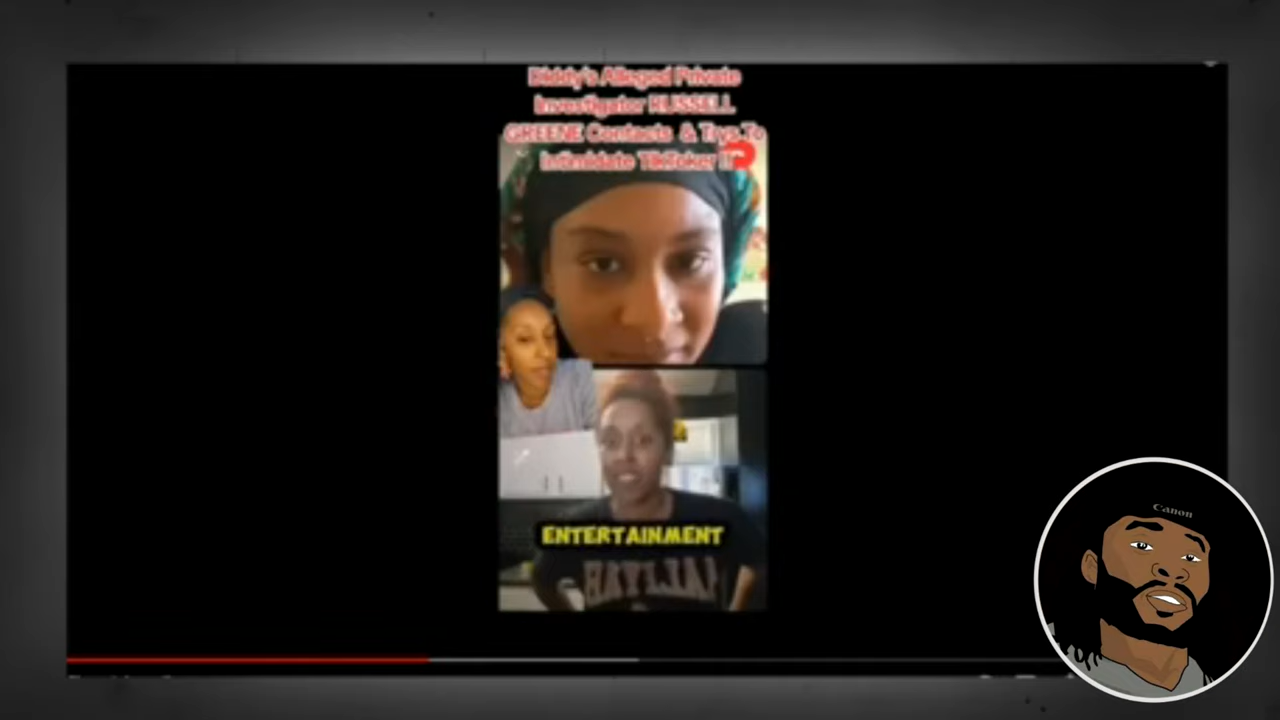 Diddy's Alleged Private
Investigator RUSSELL
GREENE Contacts & Trys To
Intimidate TikToker !!
ENTERTAINMENT
Canon